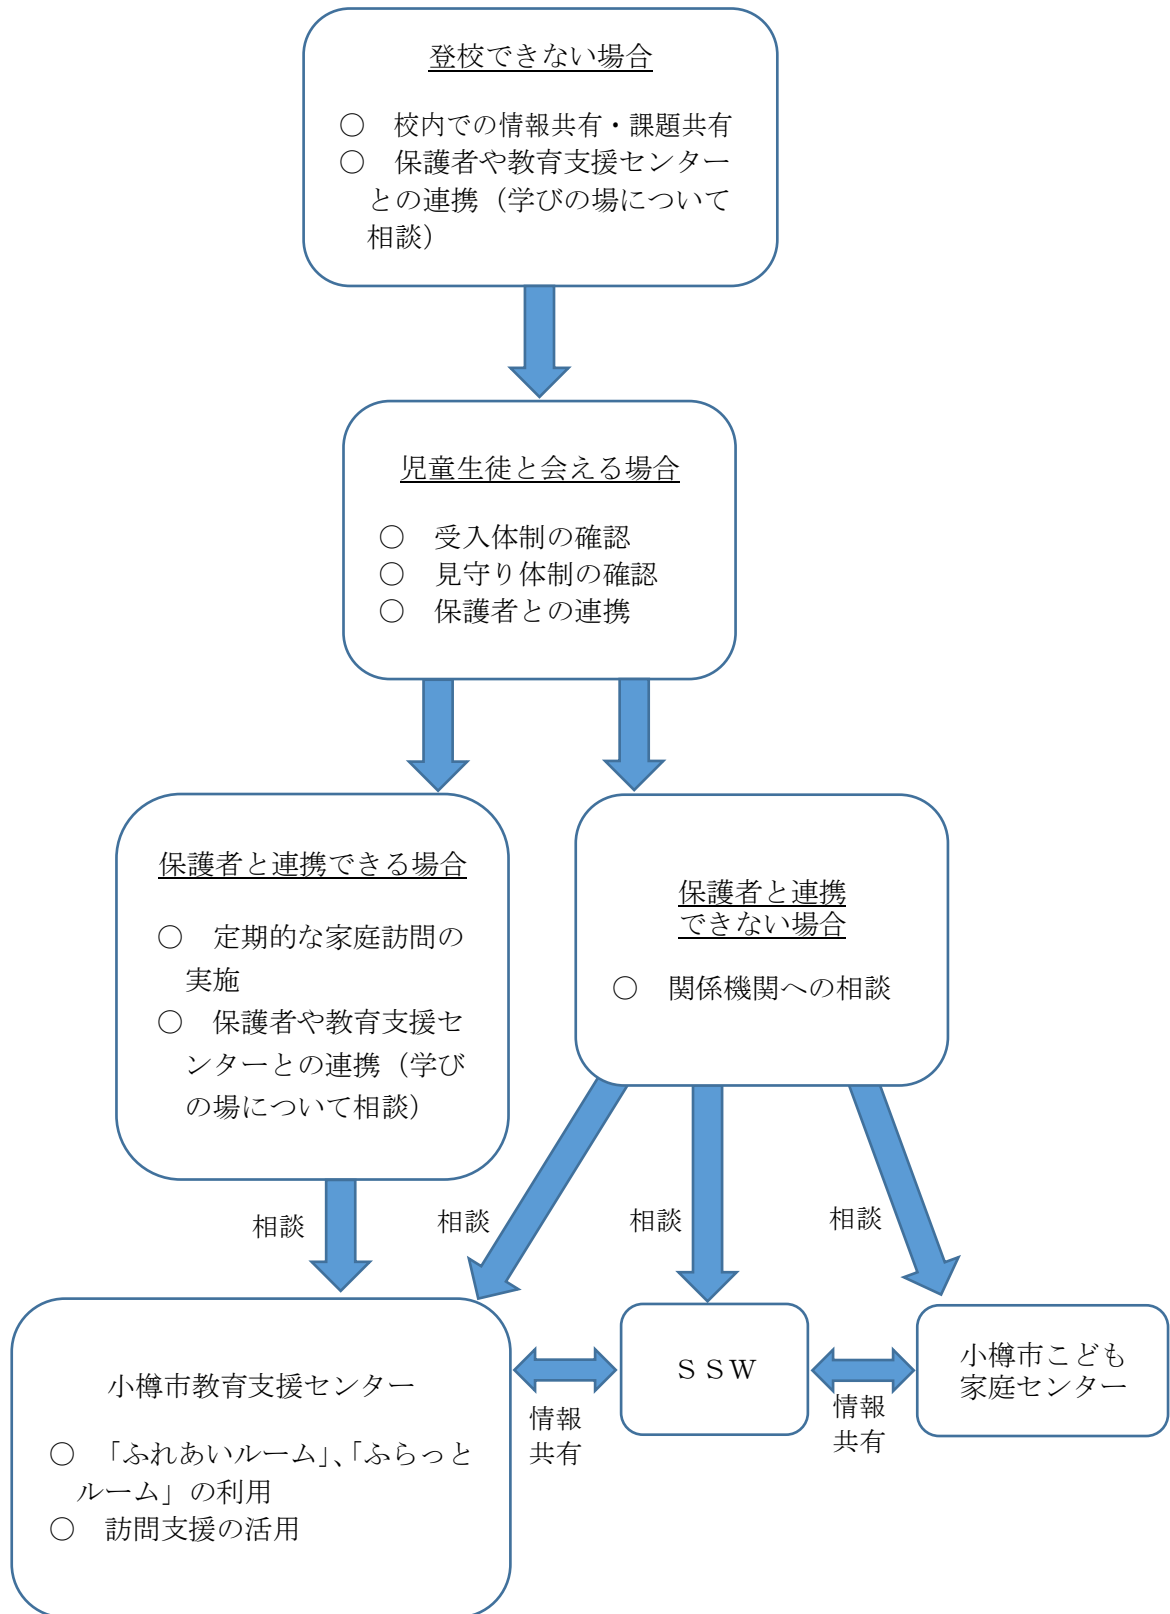 登校できない場合
○　校内での情報共有・課題共有
○　保護者や教育支援センター
との連携（学びの場について
相談）
児童生徒と会える場合
○　受入体制の確認
○　見守り体制の確認
○　保護者との連携
保護者と連携できる場合
○　定期的な家庭訪問の
実施
○　保護者や教育支援セ
ンターとの連携（学び
の場について相談）
保護者と連携
できない場合
○　関係機関への相談
相談
相談
相談
相談
小樽市教育支援センター
○　「ふれあいルーム」、「ふらっと
ルーム」の利用
○　訪問支援の活用
情報
共有
ＳＳＷ
情報
共有
小樽市こども
家庭センター